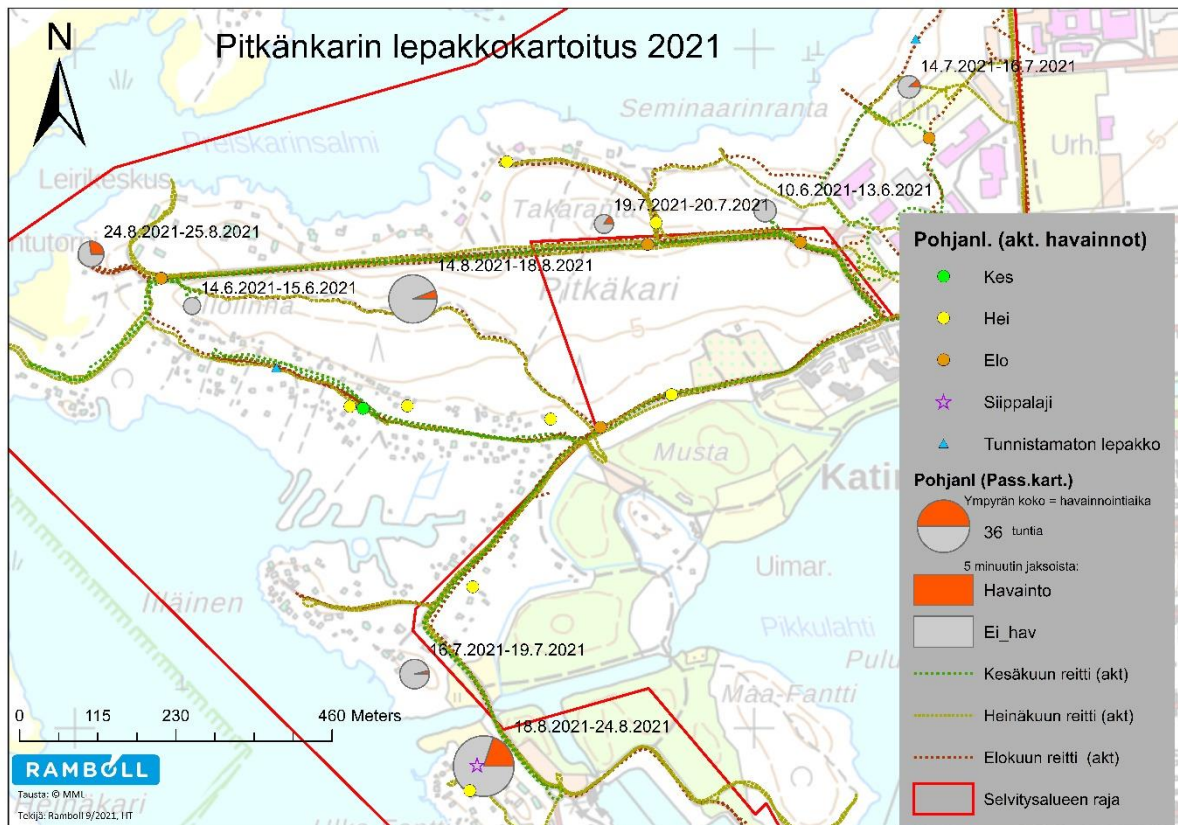 Pitkänkarin lepakkokartoitus 2021
N
14.7.2021-16.7.2021
Urh.
Seminaarinranta
Urh.
Preiskarinsalmi
Leirikeskus
10.6.2021-13.6.2021
Takaranta
19.7.2021-20.7.2021
24.8.2021-25.8.2021
14.8.2021-18.8.2021
14.6.2021-15.6.2021
Pitkäkari
5
5
Musta
Uimar.
Illäinen
Pikkulahti
16.7.2021-19.7.2021
Maa-Fantti
18.8.2021-24.8.2021
0 115 230 460 Meters
RAMBOLL
Tausta: © MML
Heinäkari
Tekijä: Ramboll 9/2021, HT
Pohjanl. (akt. havainnot)
Kes
Hei
Elo
Siippalaji
Tunnistamaton lepakko
Pohjanl (Pass.kart.)
Ympyrän koko = havainnointiaika
36 tuntia
5 minuutin jaksoista:
Havainto
Ei_hav
Kesäkuun reitti (akt)
Heinäkuun reitti (akt)
Elokuun reitti (akt)
Selvitysalueen raja